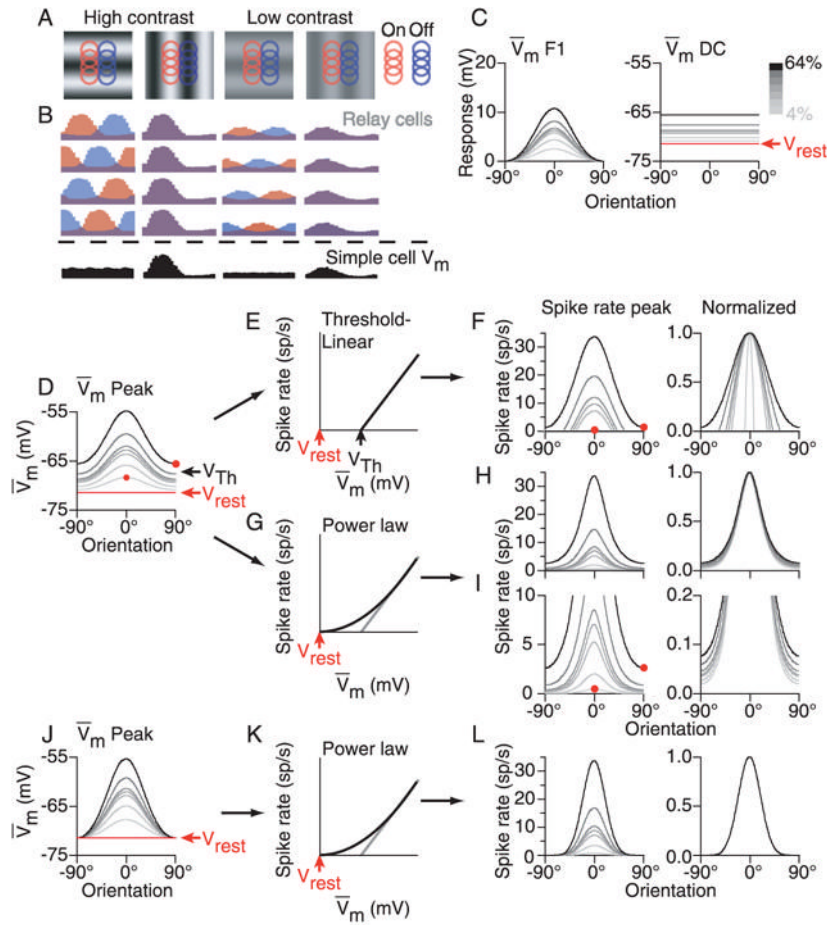 A
High contrast
Low contrast
On Off
B
Relay cells
Simple cell Vm
C
V̅m F1
V̅m DC
Response (mV)
20
10
0
-90° 0° 90°
-65
-75
-90° 0° 90°
Orientation
64%
4%
Vrest
D
V̅m Peak
V̅m (mV)
-55
-65
-75
-90° 0° 90°
Orientation
VTh
Vrest
E
Threshold-
Linear
Spike rate (sp/s)
Vrest
VTh
V̅m (mV)
F
Spike rate peak
Normalized
Spike rate (sp/s)
30
20
10
0
1.0
0.5
0.0
G
Power law
Spike rate (sp/s)
Vrest
V̅m (mV)
H
30
20
10
0
1.0
0.5
0.0
I
Spike rate (sp/s)
10
5
0
-90° 0° 90°
0.2
0.1
0.0
-90° 0° 90°
Orientation
J
V̅m Peak
V̅m (mV)
-55
-65
-75
-90° 0° 90°
Orientation
Vrest
K
Power law
Spike rate (sp/s)
Vrest
V̅m (mV)
L
Spike rate (sp/s)
30
20
10
0
-90° 0° 90°
1.0
0.5
0.0
-90° 0° 90°
Orientation